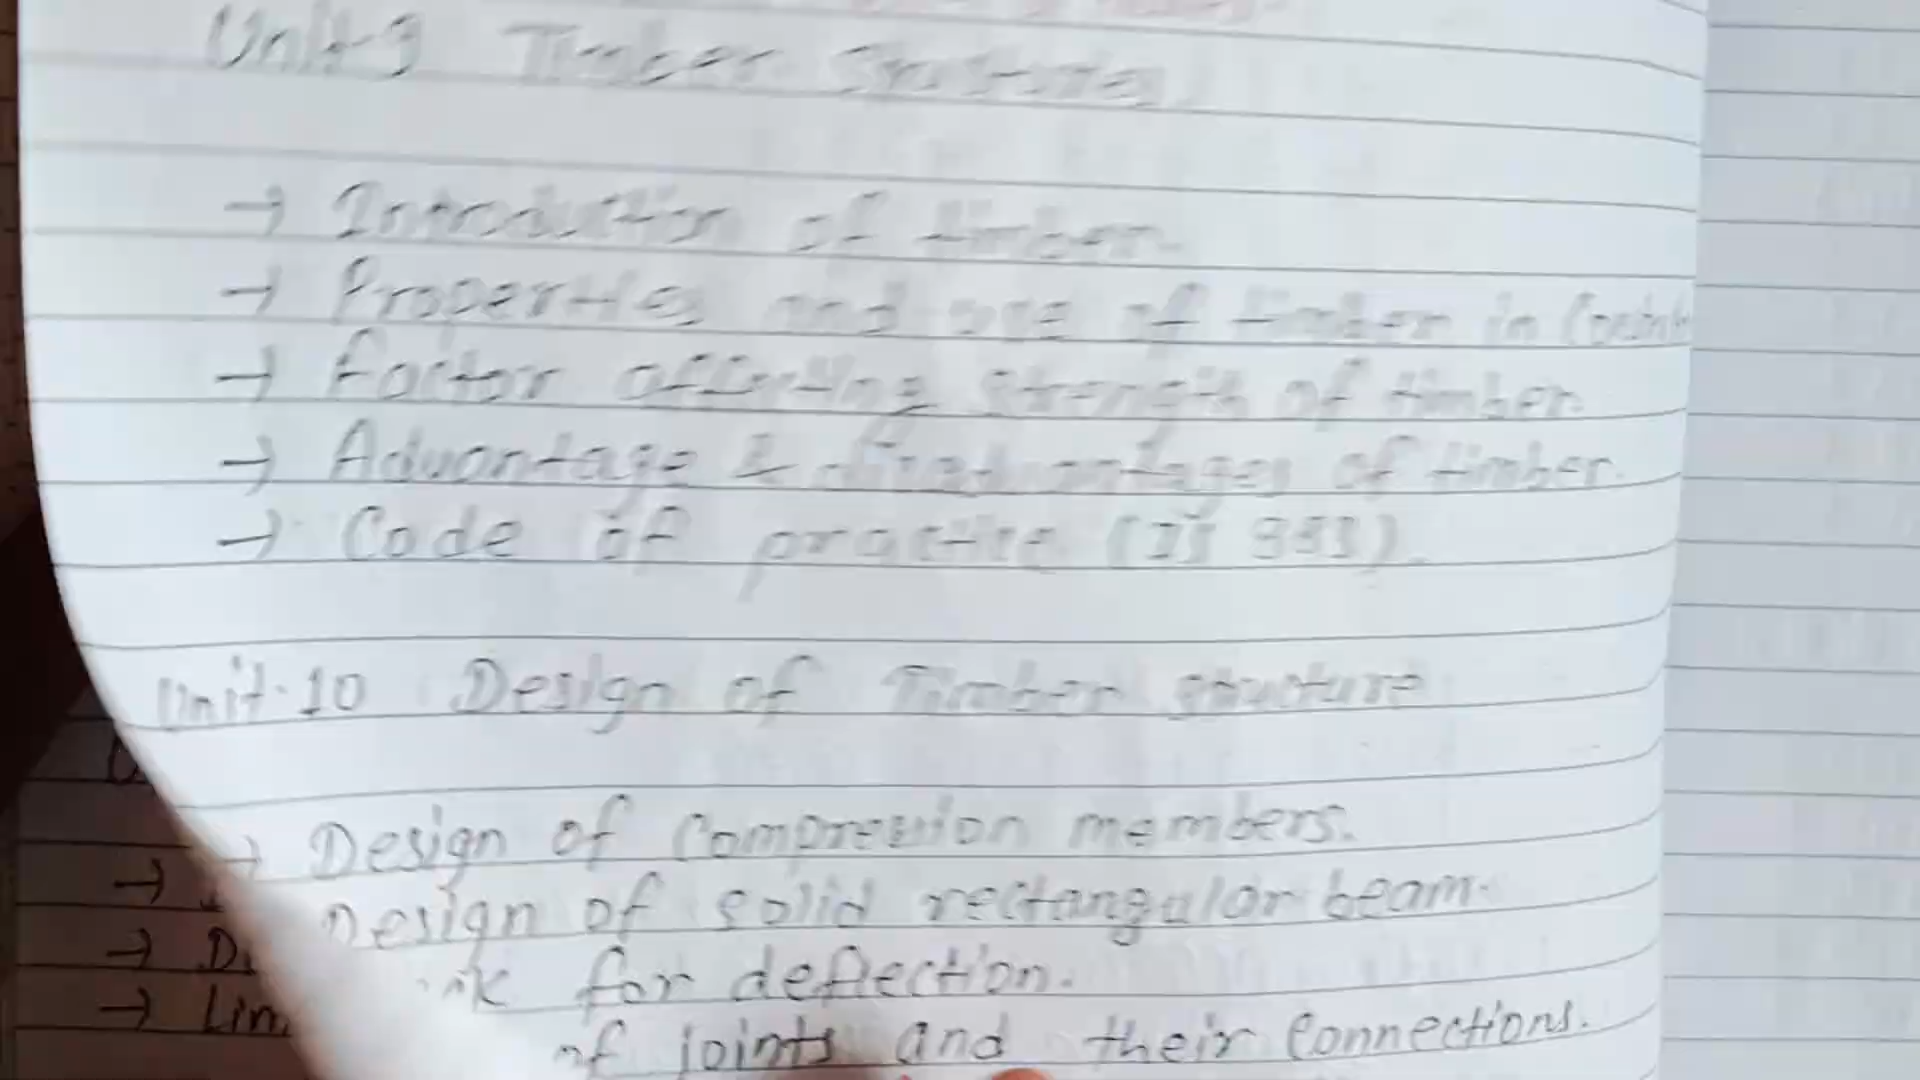 Unit-9 Timber Structures
→ Introduction of timber.
→ Properties and use of timber in
→ Factor affecting strength of timber.
→ Advantage & disadvantages of timber.
→ Code of practice (IS 883).
Unit-10 Design of Timber structure
→ Design of Compression members.
Design of solid rectangular beam.
for deflection.
of joints and their Connections.
→
→ D
→ Lim